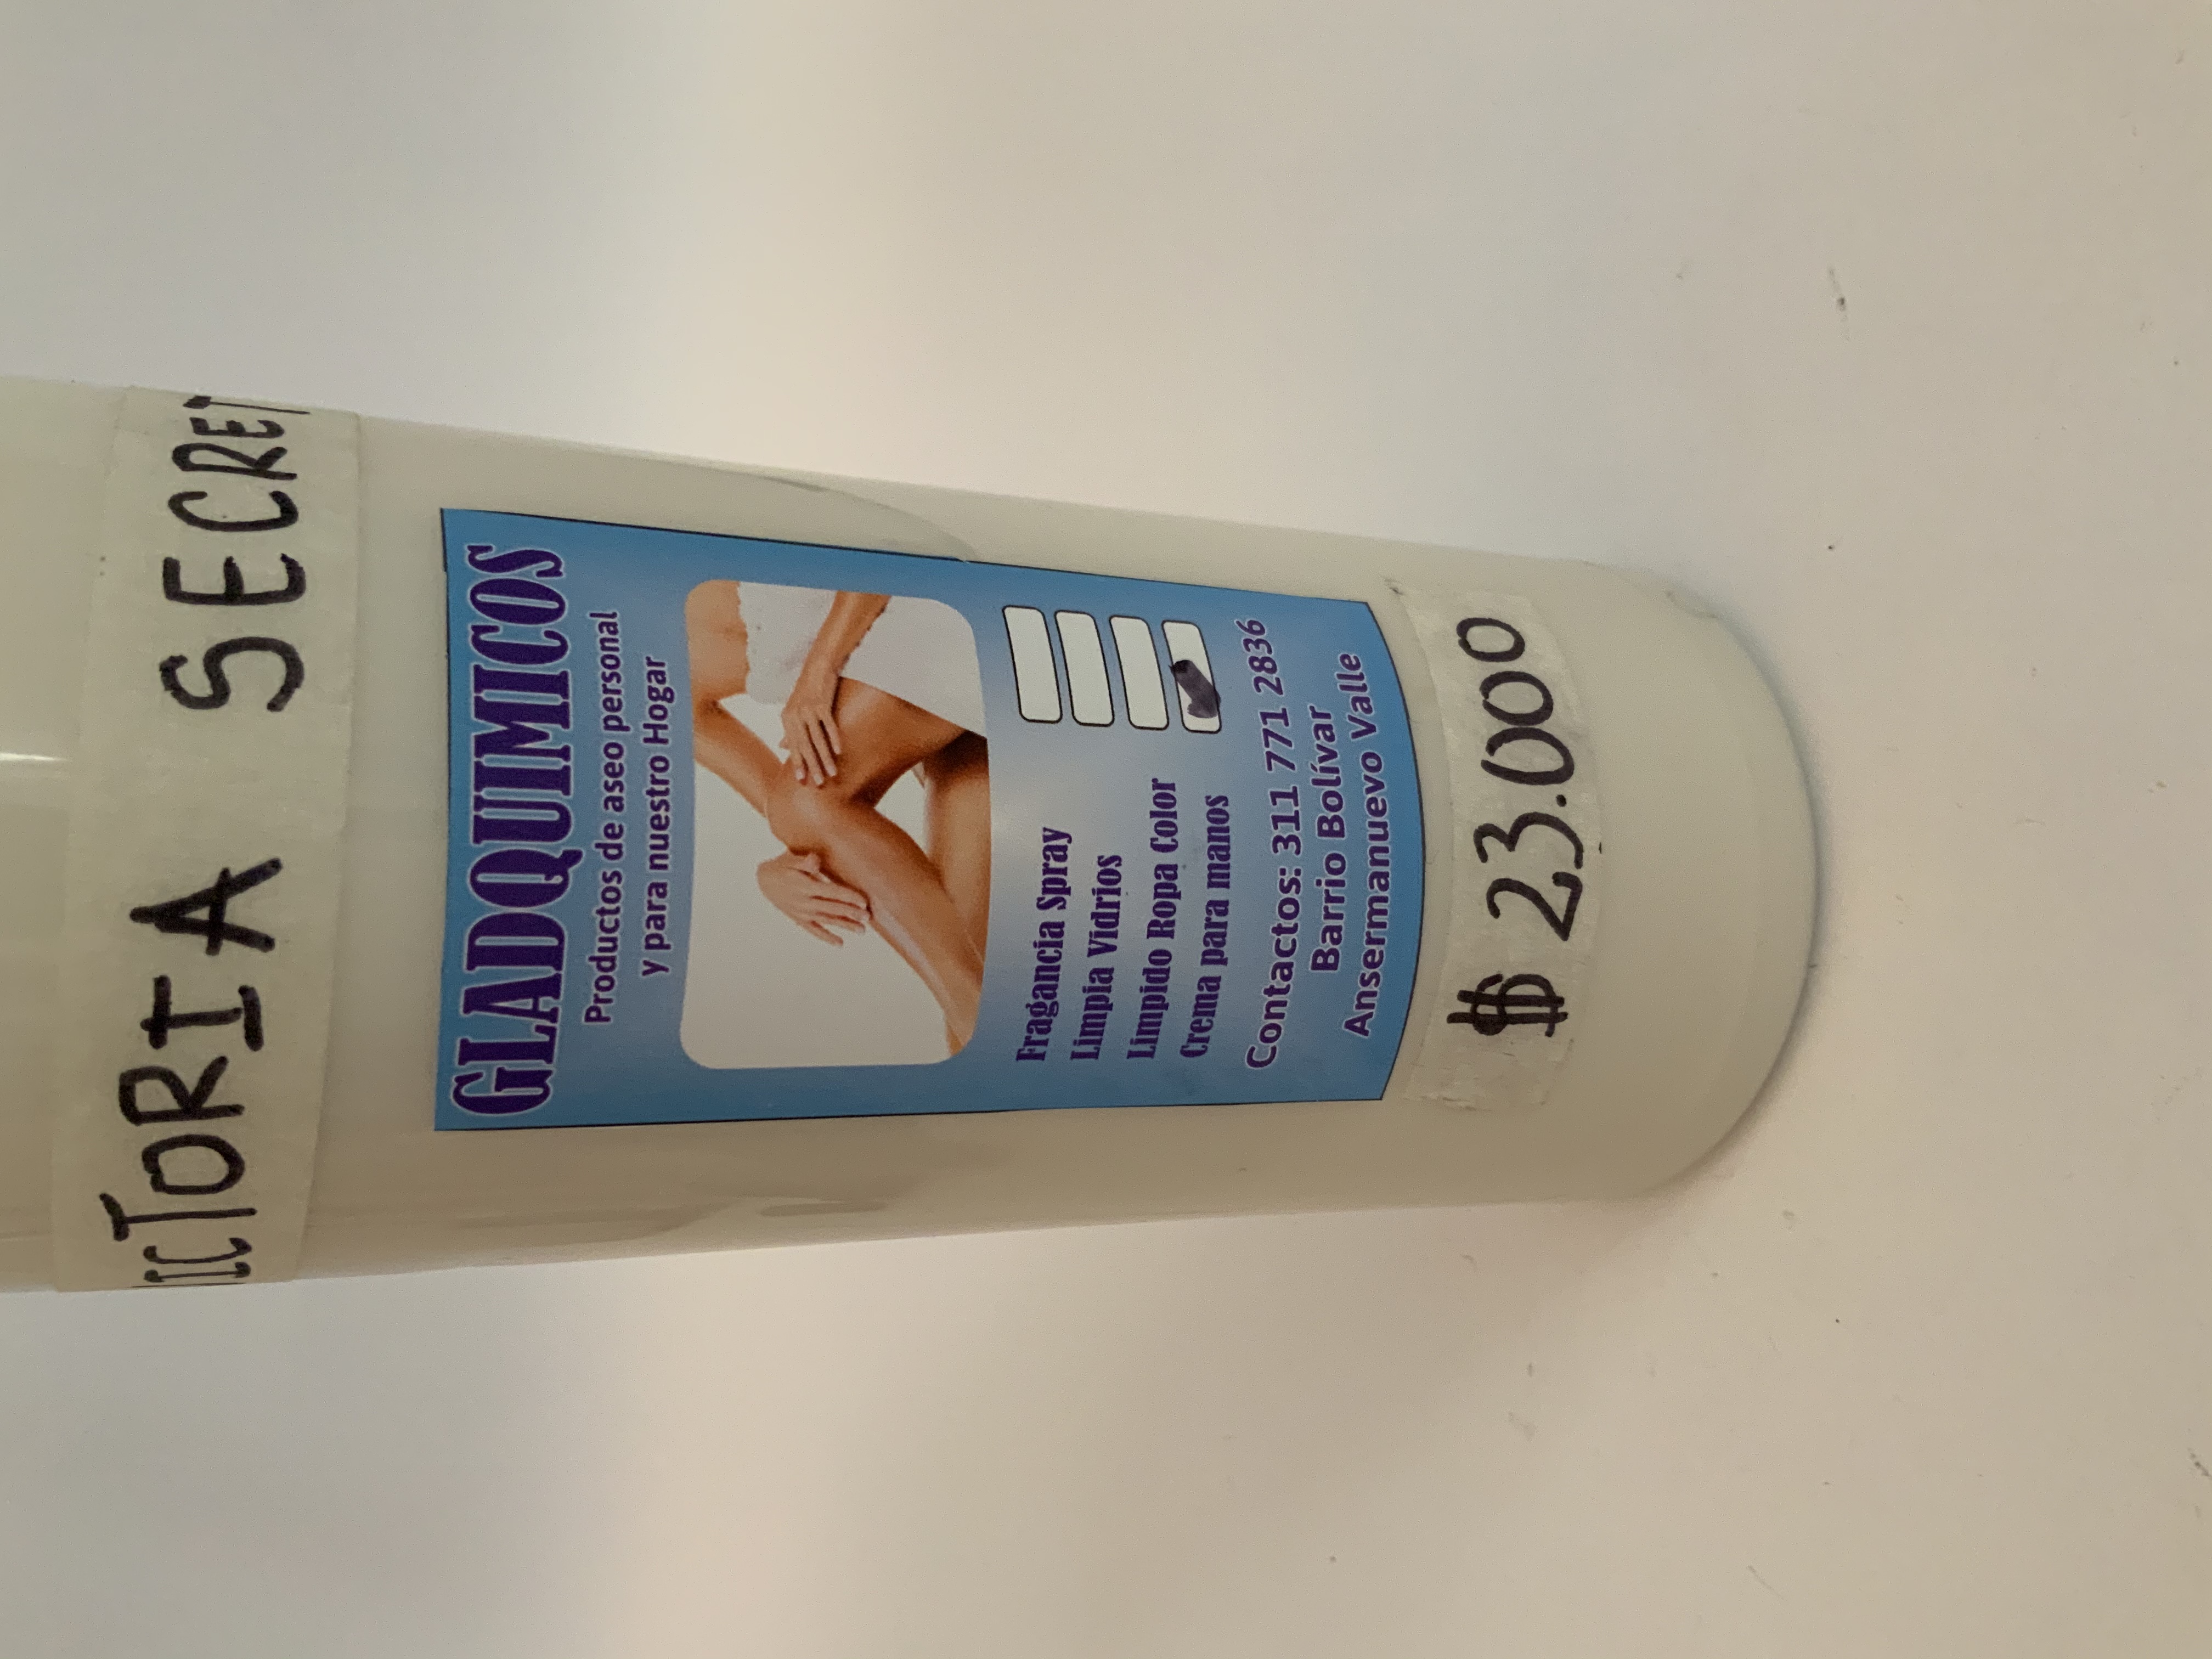 VICTORIA SECRET
GLADQUIMICOS
Productos de aseo personal
y para nuestro Hogar
Fragancia Spray
Limpia Vidrios
Limpido Ropa Color
Crema para manos
Contactos: 311 771 2836
Barrio Bolívar
Ansermanuevo Valle
$ 23.000